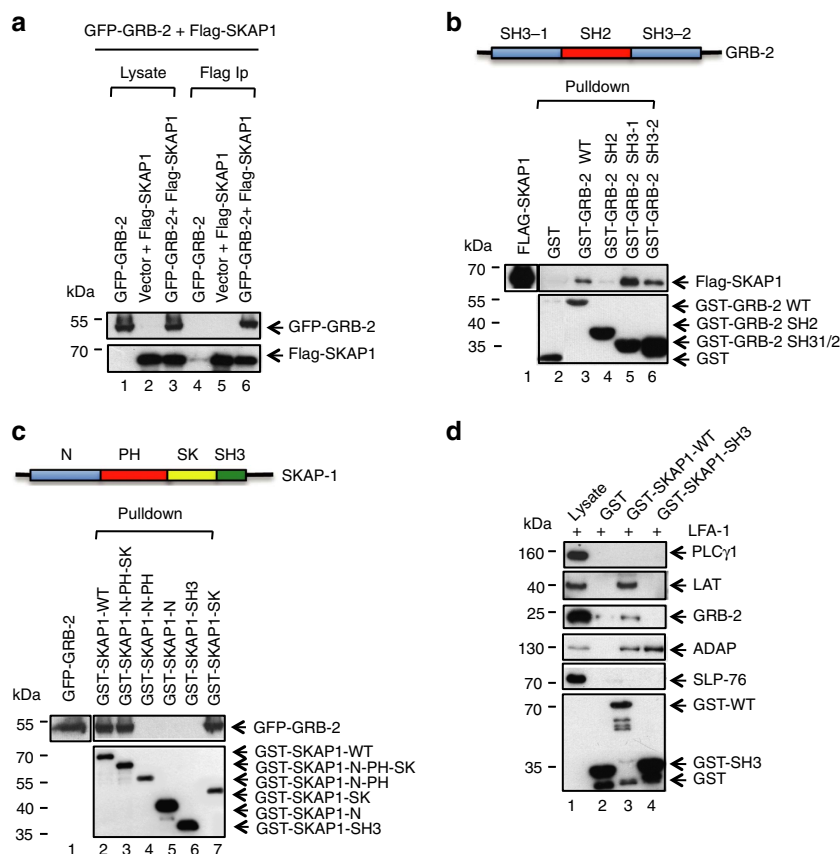 a
GFP-GRB-2 + Flag-SKAP1
Lysate Flag Ip
GFP-GRB-2
Vector + Flag-SKAP1
GFP-GRB-2+ Flag-SKAP1
GFP-GRB-2
Vector + Flag-SKAP1
GFP-GRB-2+ Flag-SKAP1
kDa
55 GFP-GRB-2
70 Flag-SKAP1
1 2 3 4 5 6
b
SH3–1 SH2 SH3–2
GRB-2
Pulldown
FLAG-SKAP1
GST
GST-GRB-2 WT
GST-GRB-2 SH2
GST-GRB-2 SH3-1
GST-GRB-2 SH3-2
kDa
70 Flag-SKAP1
55 GST-GRB-2 WT
40 GST-GRB-2 SH2
35 GST-GRB-2 SH31/2
GST
1 2 3 4 5 6
c
N PH SK SH3
SKAP-1
Pulldown
GFP-GRB-2
GST-SKAP1-WT
GST-SKAP1-N-PH-SK
GST-SKAP1-N-PH
GST-SKAP1-N
GST-SKAP1-SH3
GST-SKAP1-SK
kDa
55 GFP-GRB-2
70 GST-SKAP1-WT
55 GST-SKAP1-N-PH-SK
GST-SKAP1-N-PH
40 GST-SKAP1-SK
GST-SKAP1-N
35 GST-SKAP1-SH3
1 2 3 4 5 6 7
d
Lysate
GST
GST-SKAP1-WT
GST-SKAP1-SH3
kDa + + + + LFA-1
160 PLCγ1
40 LAT
25 GRB-2
130 ADAP
70 SLP-76
70 GST-WT
35 GST-SH3
GST
1 2 3 4